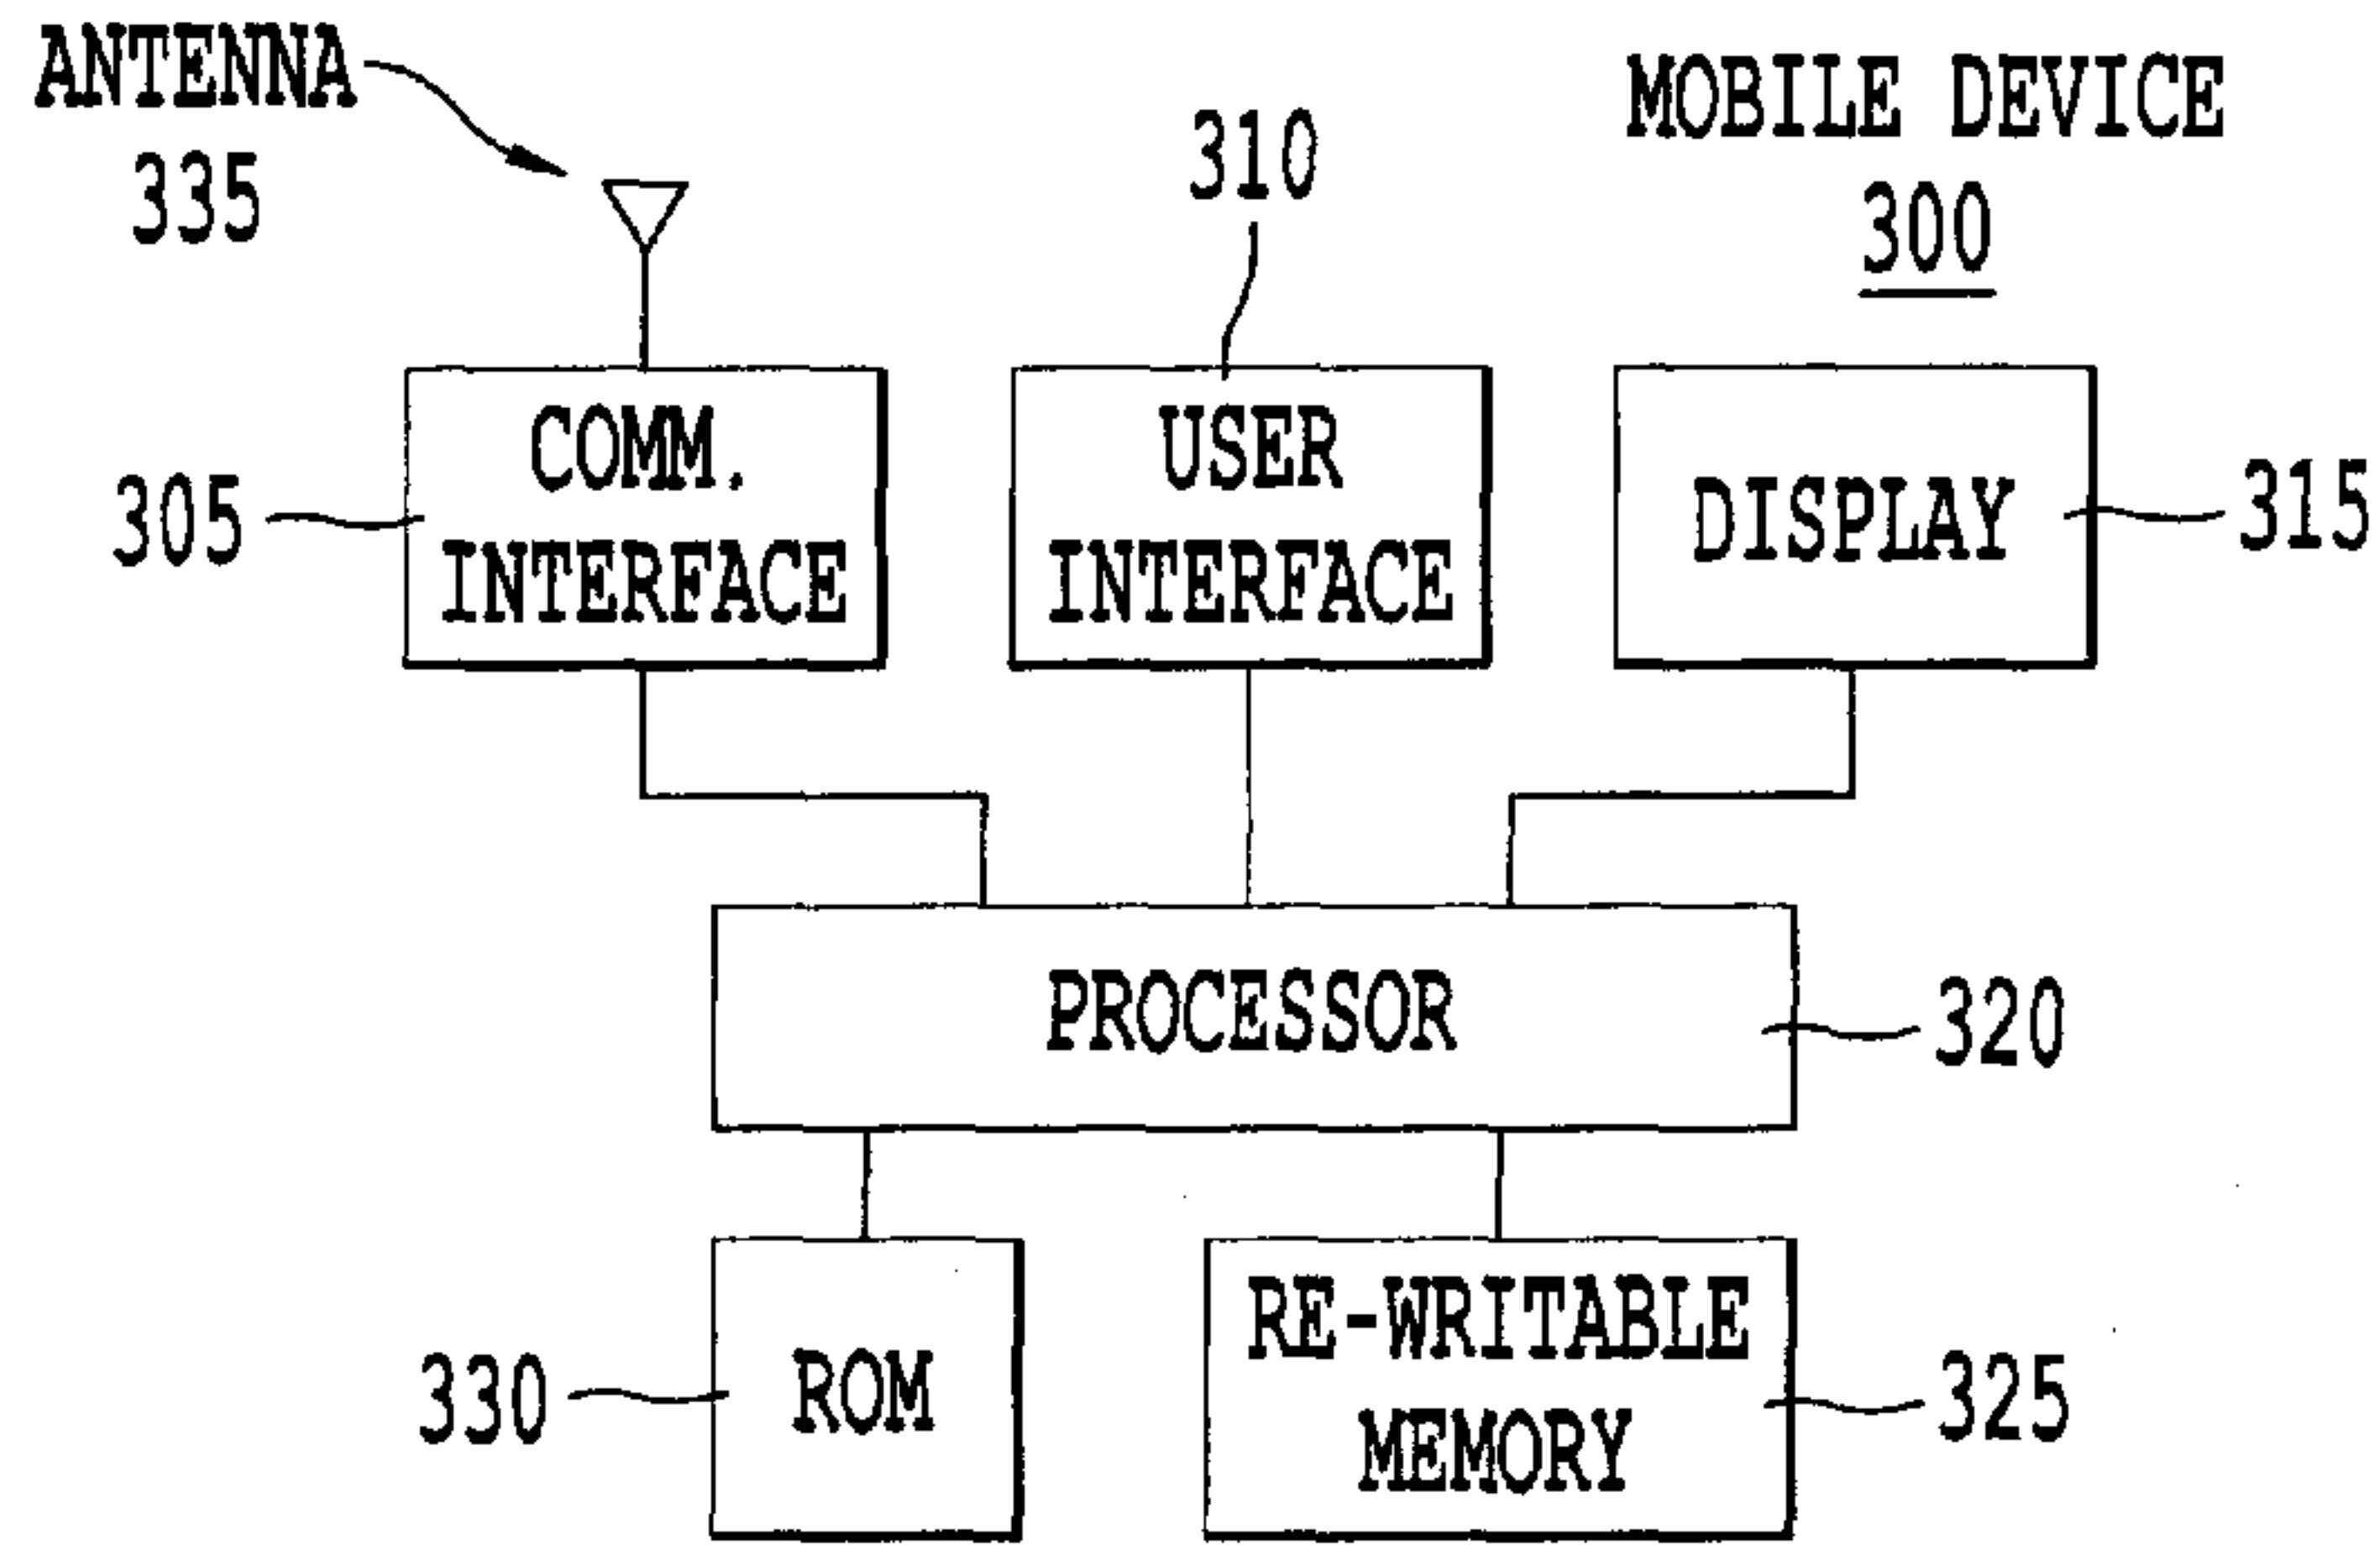 ANTENNA
335
310
MOBILE DEVICE
300
305
COMM.
INTERFACE
USER
INTERFACE
DISPLAY
315
PROCESSOR
320
330
ROM
RE-WRITABLE
MEMORY
325